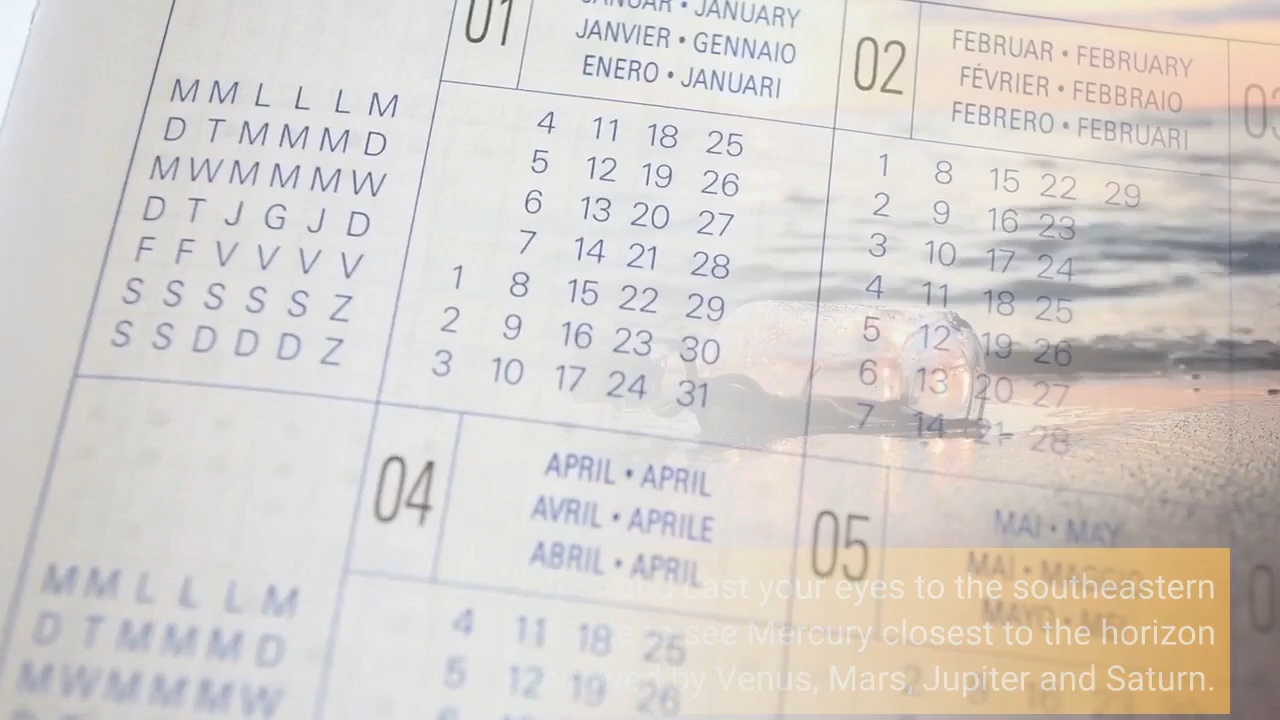 01
JANUAR • JANUARY
JANVIER • GENNAIO
ENERO • JANUARI
02
FEBRUAR • FEBRUARY
FÉVRIER • FEBBRAIO
FEBRERO • FEBRUARI
M M L L L M
D T M M M D
M W M M M W
D T J G J D
F F V V V V
S S S S S Z
S S D D D Z
4 11 18 25
5 12 19 26
6 13 20 27
7 14 21 28
1 8 15 22 29
2 9 16 23 30
3 10 17 24 31
1 8 15 22 29
2 9 16 23
3 10 17 24
4 11 18 25
5 12 19 26
6 13 20 27
7 14 21 28
04
APRIL • APRIL
AVRIL • APRILE
ABRIL • APRIL
05
MAI • MAY
MAI • MAGGIO
MAYO • MEI
M M L L L M
D T M M M D
M W M M M W
4 11 18 25
5 12 19 26
and cast your eyes to the southeastern
see Mercury closest to the horizon
by Venus, Mars, Jupiter and Saturn.